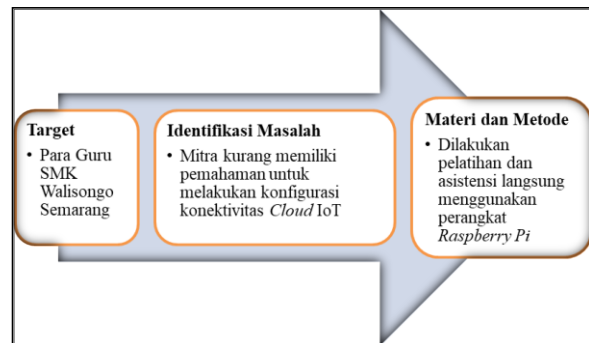 Target
• Para Guru
SMK
Walisongo
Semarang
Identifikasi Masalah
• Mitra kurang memiliki
pemahaman untuk
melakukan konfigurasi
konektivitas Cloud IoT
Materi dan Metode
• Dilakukan
pelatihan dan
asistensi langsung
menggunakan
perangkat
Raspberry Pi